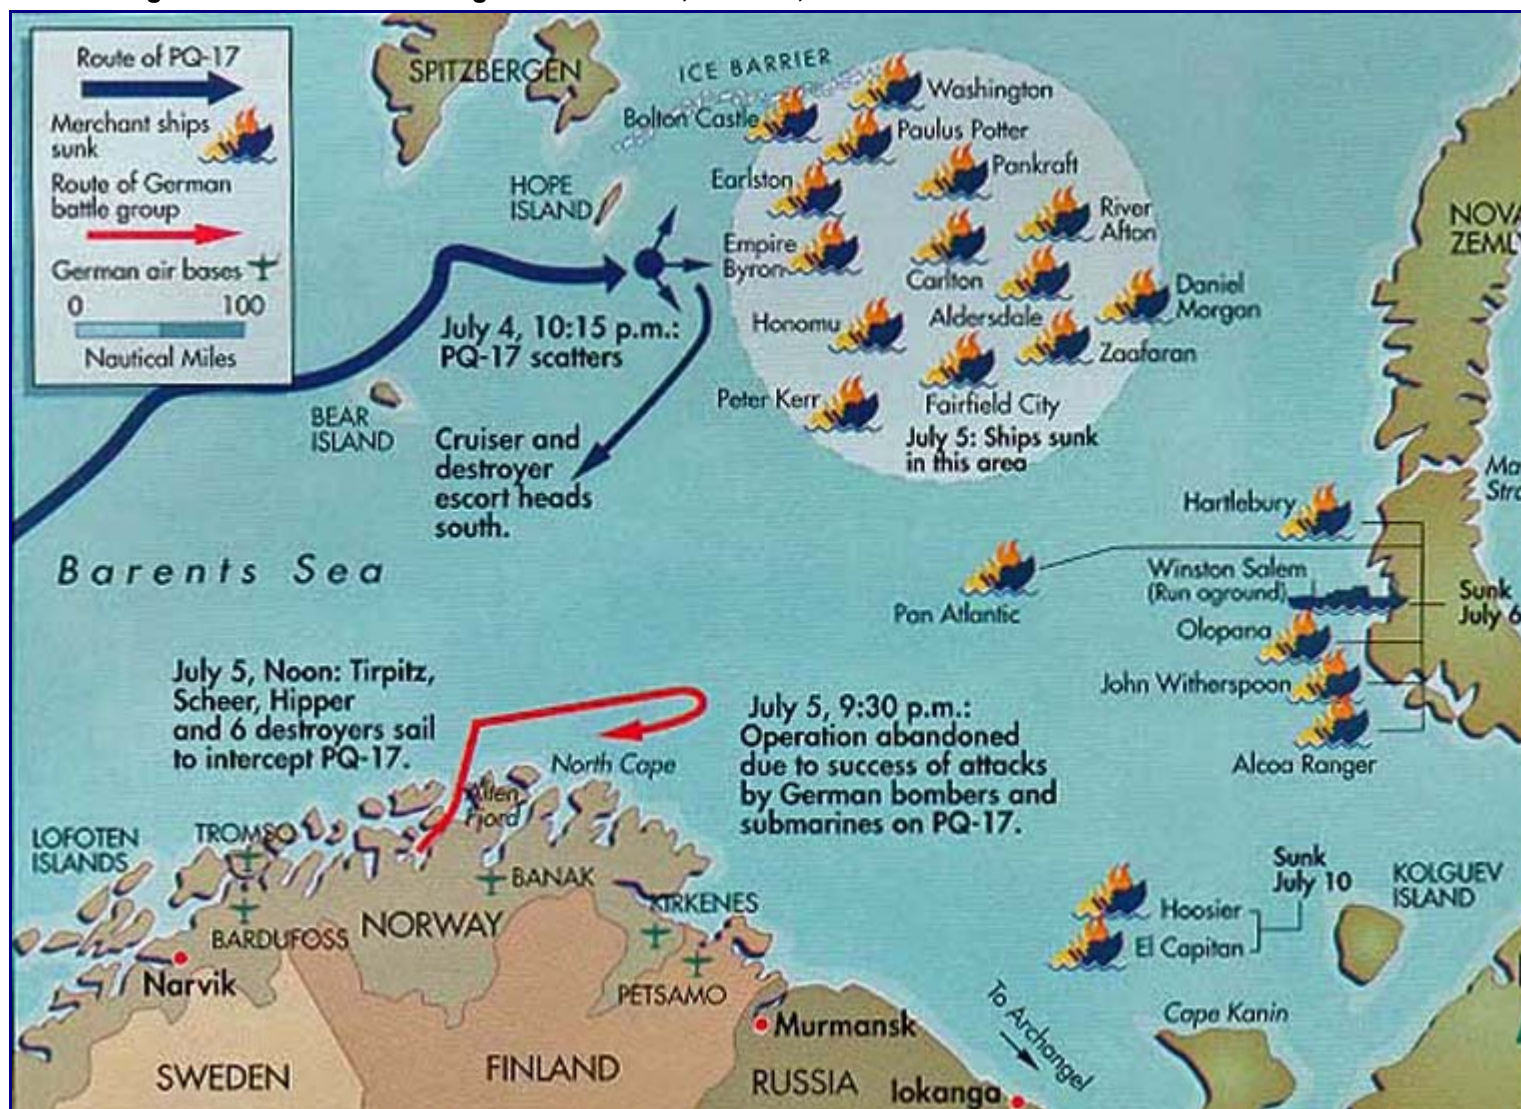 Route of PQ-17
Merchant ships
sunk
Route of German
battle group
German air bases
0 100
Nautical Miles
SPITZBERGEN
ICE BARRIER
HOPE
ISLAND
BEAR
ISLAND
July 4, 10:15 p.m.:
PQ-17 scatters
Cruiser and
destroyer
escort heads
south.
Washington
Bolton Castle
Paulus Potter
Pankraft
Earlston
River
Afton
Empire
Byron
Carlton
Daniel
Morgan
Honomu
Aldersdale
Zaafaran
Peter Kerr
Fairfield City
July 5: Ships sunk
in this area
Hartlebury
Pan Atlantic
Winston Salem
(Run aground)
Olopana
John Witherspoon
Alcoa Ranger
Sunk
July 6
Barents Sea
July 5, Noon: Tirpitz,
Scheer, Hipper
and 6 destroyers sail
to intercept PQ-17.
July 5, 9:30 p.m.:
Operation abandoned
due to success of attacks
by German bombers and
submarines on PQ-17.
North Cape
Alten
Fjord
LOFOTEN
ISLANDS
TROMSO
BANAK
KIRKENES
BARDUFOSS
NORWAY
PETSAMO
Narvik
SWEDEN
FINLAND
Murmansk
RUSSIA
Iokanga
To Archangel
Sunk
July 10
Hoosier
El Capitan
KOLGUEV
ISLAND
Cape Kanin